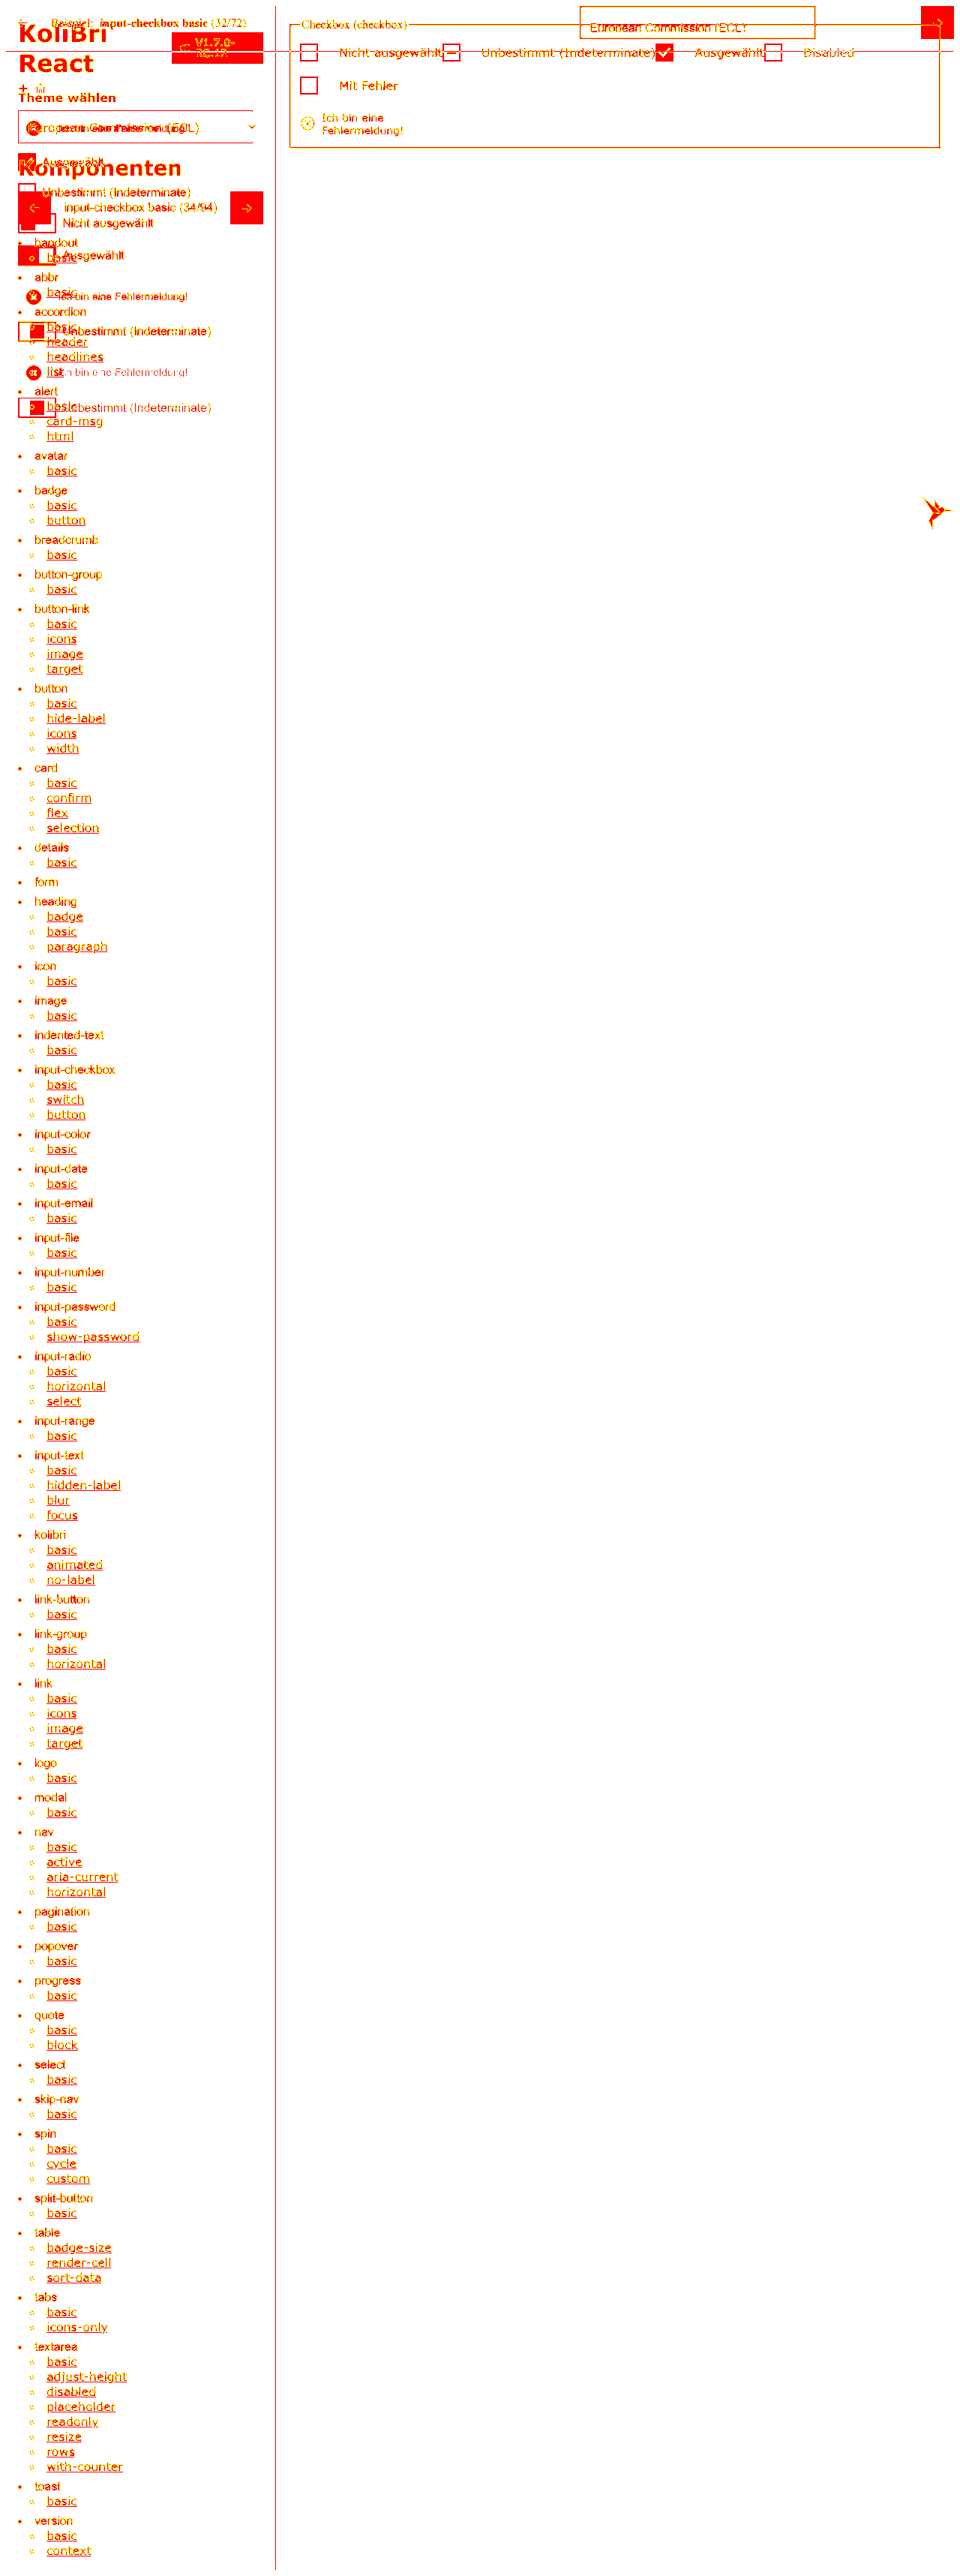 Beispiel: input-checkbox basic (32/72)
KoliBri
React
Theme wählen
European Commission (ECL)
Ausgewählt
Komponenten
Unbestimmt (Indeterminate)
input-checkbox basic (34/94)
Nicht ausgewählt
handout
basic
Ausgewählt
abbr
basic
Ich bin eine Fehlermeldung!
accordion
basic
Unbestimmt (Indeterminate)
header
headlines
list
Ich bin eine Fehlermeldung!
alert
basic
Unbestimmt (Indeterminate)
card-msg
html
avatar
basic
badge
basic
button
breadcrumb
basic
button-group
basic
button-link
basic
icons
image
target
button
basic
hide-label
icons
width
card
basic
confirm
flex
selection
details
basic
form
heading
badge
basic
paragraph
icon
basic
image
basic
indented-text
basic
input-checkbox
basic
switch
button
input-color
basic
input-date
basic
input-email
basic
input-file
basic
input-number
basic
input-password
basic
show-password
input-radio
basic
horizontal
select
input-range
basic
input-text
basic
hidden-label
blur
focus
kolibri
basic
animated
no-label
link-button
basic
link-group
basic
horizontal
link
basic
icons
image
target
logo
basic
modal
basic
nav
basic
active
aria-current
horizontal
pagination
basic
popover
basic
progress
basic
quote
basic
block
select
basic
skip-nav
basic
spin
basic
cycle
custom
split-button
basic
table
badge-size
render-cell
sort-data
tabs
basic
icons-only
textarea
basic
adjust-height
disabled
placeholder
readonly
resize
rows
with-counter
toast
basic
version
basic
context
Checkbox (checkbox)
European Commission (ECL)
Nicht ausgewählt Unbestimmt (Indeterminate) Ausgewählt Disabled
Mit Fehler
Ich bin eine
Fehlermeldung!